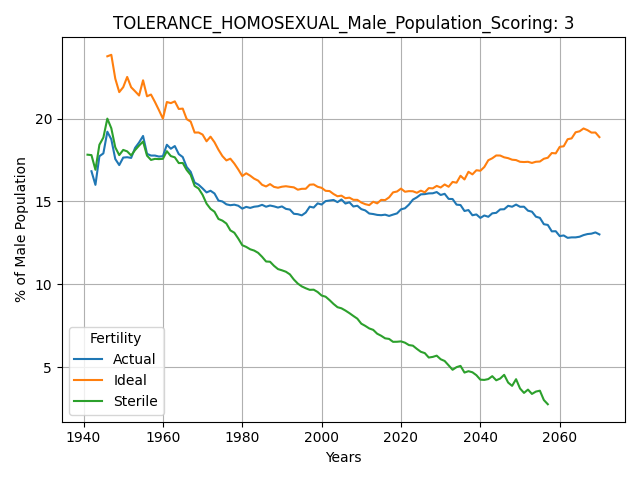 TOLERANCE_HOMOSEXUAL_Male_Population_Scoring: 3
% of Male Population
20
15
10
5
Fertility
Actual
Ideal
Sterile
1940 1960 1980 2000 2020 2040 2060
Years